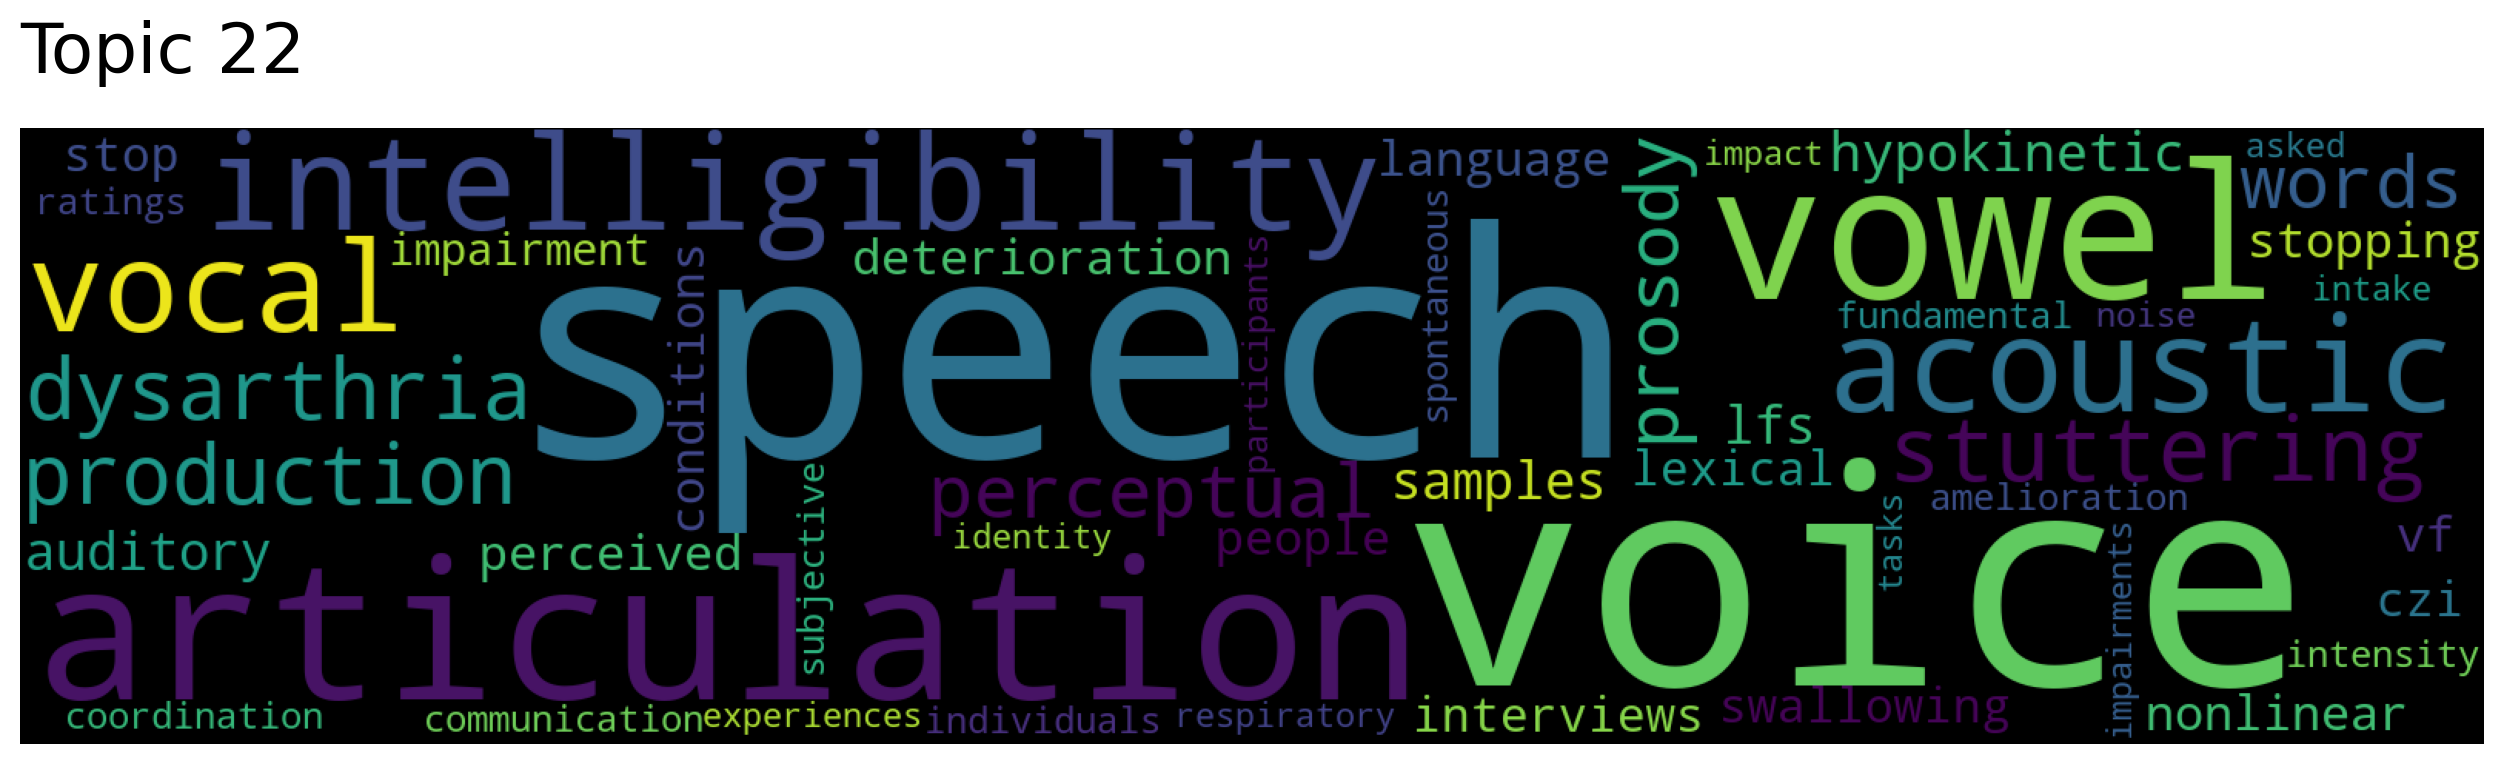 Topic 22
stop
intelligibility
language
prosody
impact
hypokinetic
asked
ratings
words
vowel
spontaneous
vocal
impairment
deterioration
participants
conditions
speech
stopping
intake
fundamental
noise
dysarthria
acoustic
lfs
stuttering
production
perceptual
samples
lexical
amelioration
subjective
identity
people
tasks
auditory
perceived
voice
vf
articulation
impairments
czi
intensity
coordination
communication
experiences
individuals
respiratory
interviews
swallowing
nonlinear